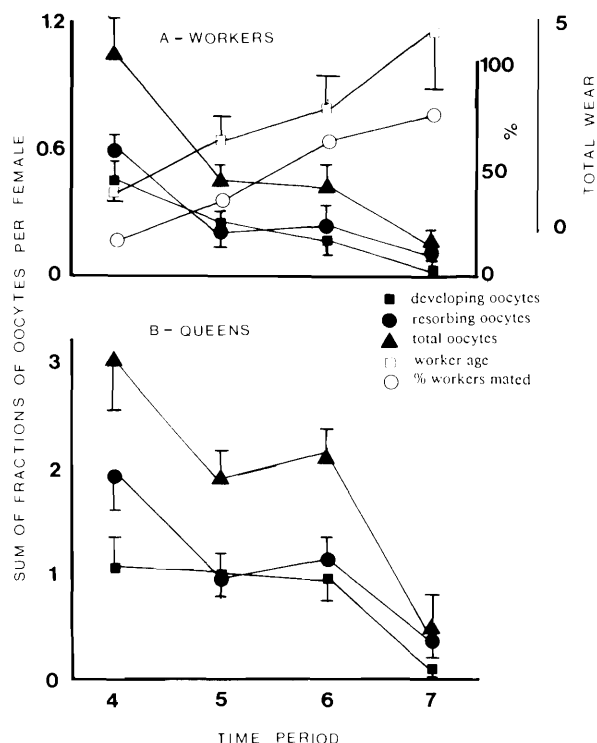 1.2
0.6
0
A – WORKERS
100
50
0
%
5
0
TOTAL WEAR
SUM OF FRACTIONS OF OOCYTES PER FEMALE
developing oocytes
resorbing oocytes
total oocytes
worker age
% workers mated
B – QUEENS
3
2
1
0
4 5 6 7
TIME PERIOD